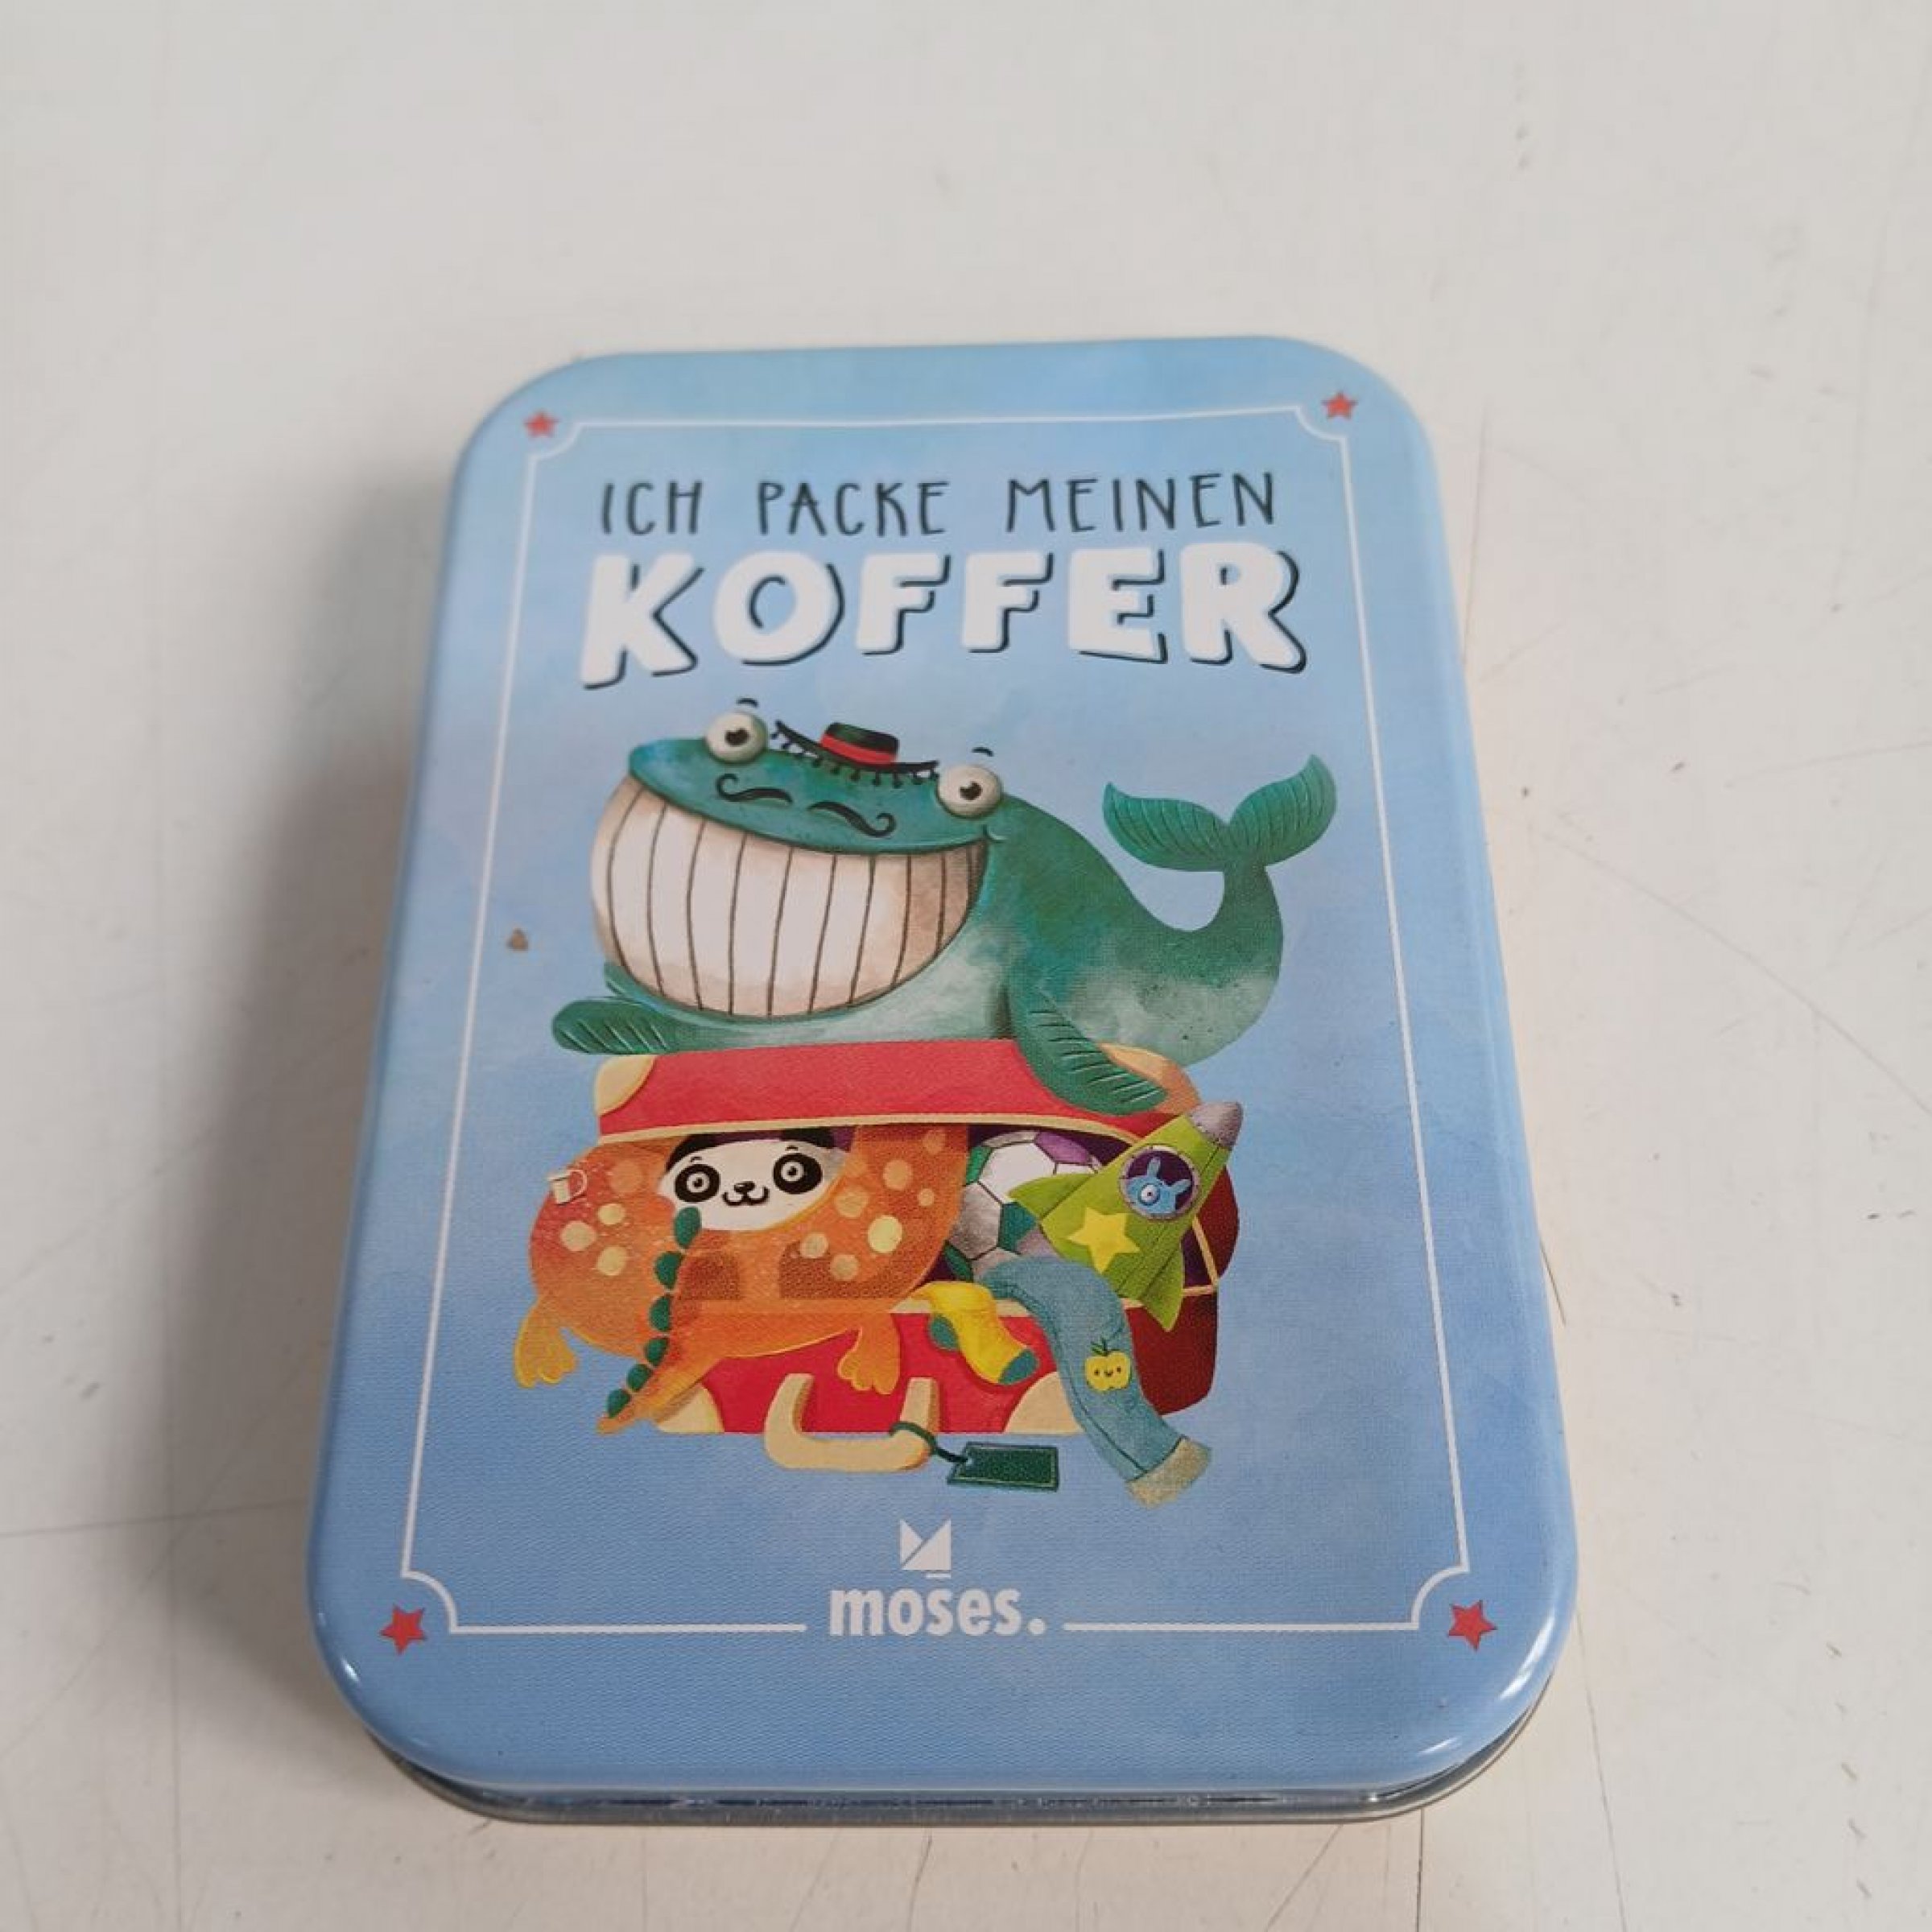 ICH PACKE MEINEN
KOFFER
moses.